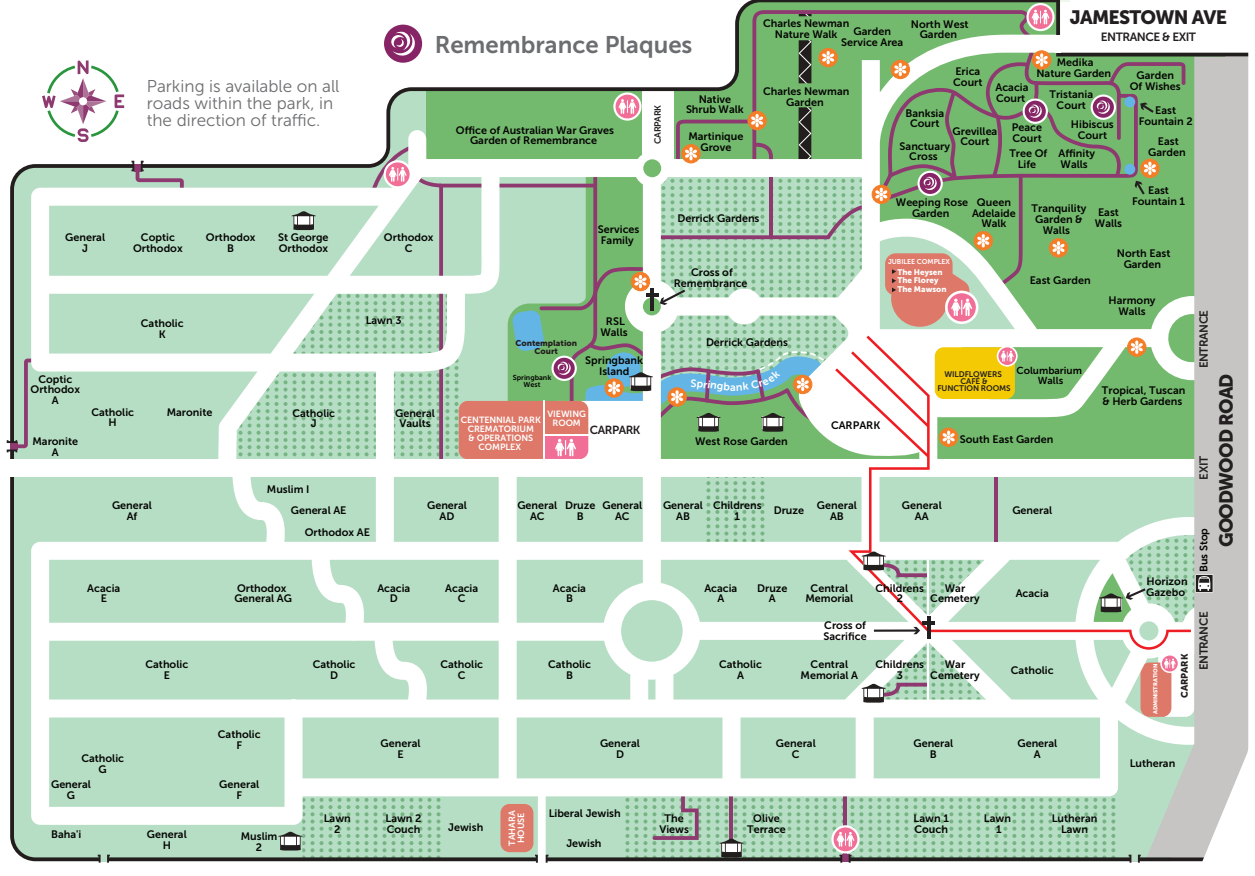 JAMESTOWN AVE
ENTRANCE & EXIT
Remembrance Plaques
N
W
E
S
Parking is available on all
roads within the park, in
the direction of traffic.
Charles Newman
Nature Walk
Garden
Service Area
North West
Garden
Medika
Nature Garden
Garden
Of Wishes
Erica
Court
Acacia
Court
Tristania
Court
East
Fountain 2
Charles Newman
Garden
Native
Shrub Walk
Martinique
Grove
CARPARK
Office of Australian War Graves
Garden of Remembrance
Banksia
Court
Grevillea
Court
Peace
Court
Hibiscus
Court
Sanctuary
Cross
Tree Of
Life
Affinity
Walls
East
Garden
East
Fountain 1
Weeping Rose
Garden
Queen
Adelaide
Walk
Tranquility
Garden &
Walls
East
Walls
North East
Garden
East Garden
Harmony
Walls
General
J
Coptic
Orthodox
Orthodox
B
St George
Orthodox
Orthodox
C
Services
Family
Derrick Gardens
JUBILEE COMPLEX
The Heysen
The Florey
The Mawson
Cross of
Remembrance
Catholic
K
Lawn 3
RSL
Walls
Contemplation
Court
Springbank
West
Springbank
Island
Derrick Gardens
Springbank Creek
WILDFLOWERS
CAFÉ &
FUNCTION ROOMS
Columbarium
Walls
Tropical, Tuscan
& Herb Gardens
ENTRANCE
GOODWOOD ROAD
Coptic
Orthodox
A
Catholic
H
Maronite
Catholic
J
General
Vaults
Maronite
A
CENTENNIAL PARK
CREMATORIUM
& OPERATIONS
COMPLEX
VIEWING
ROOM
CARPARK
West Rose Garden
CARPARK
South East Garden
EXIT
General
Af
Muslim I
General AE
Orthodox AE
General
AD
General
AC
Druze
B
General
AC
General
AB
Childrens
1
Druze
General
AB
General
AA
General
Bus Stop
Acacia
E
Orthodox
General AG
Acacia
D
Acacia
C
Acacia
B
Acacia
A
Druze
A
Central
Memorial
Childrens
2
War
Cemetery
Acacia
Horizon
Gazebo
Cross of
Sacrifice
ENTRANCE
Catholic
E
Catholic
D
Catholic
C
Catholic
B
Catholic
A
Central
Memorial A
Childrens
3
War
Cemetery
Catholic
ADMINISTRATION
CARPARK
Catholic
F
Catholic
G
General
G
General
F
General
E
General
D
General
C
General
B
General
A
Lutheran
Baha'i
General
H
Muslim
2
Lawn
2
Lawn 2
Couch
Jewish
TAHARA
HOUSE
Liberal Jewish
Jewish
The
Views
Olive
Terrace
Lawn 1
Couch
Lawn
1
Lutheran
Lawn